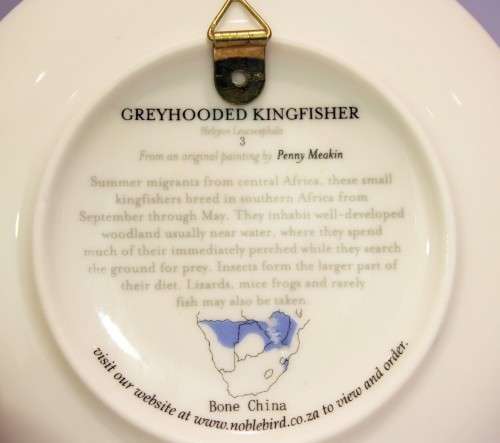 GREYHOODED KINGFISHER
Halcyon Leucocephala
3
From an original painting by Penny Meakin
Summer migrants from central Africa, these small
kingfishers breed in southern Africa from
September through May. They inhabit well-developed
woodland usually near water, where they spend
much of their immediately perched while they search
the ground for prey. Insects form the larger part of
their diet. Lizards, mice frogs and rarely
fish may also be taken.
Bone China
visit our website at www.noblebird.co.za to view and order.